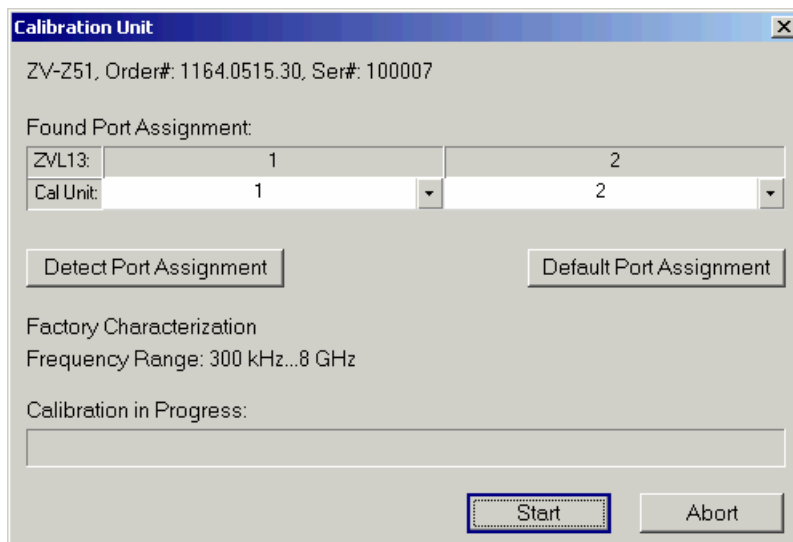 Calibration Unit
ZV-Z51, Order#: 1164.0515.30, Ser#: 100007
Found Port Assignment:
ZVL13: 1 2
Cal Unit: 1 2
Detect Port Assignment Default Port Assignment
Factory Characterization
Frequency Range: 300 kHz...8 GHz
Calibration in Progress:
Start Abort